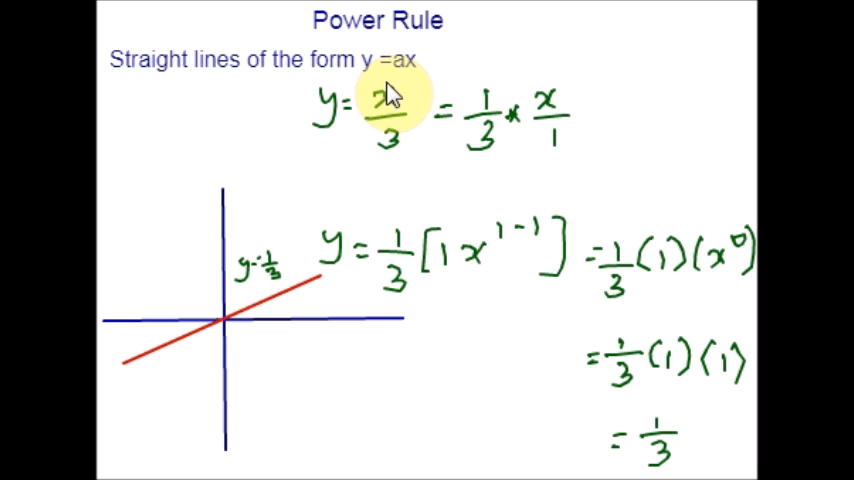 Power Rule
Straight lines of the form y =ax
y = x/3 = 1/3 * x/1
y = 1/3 [1x^(1-1)] = 1/3 (1)(x^0)
y=1/3
= 1/3 (1)(1)
= 1/3